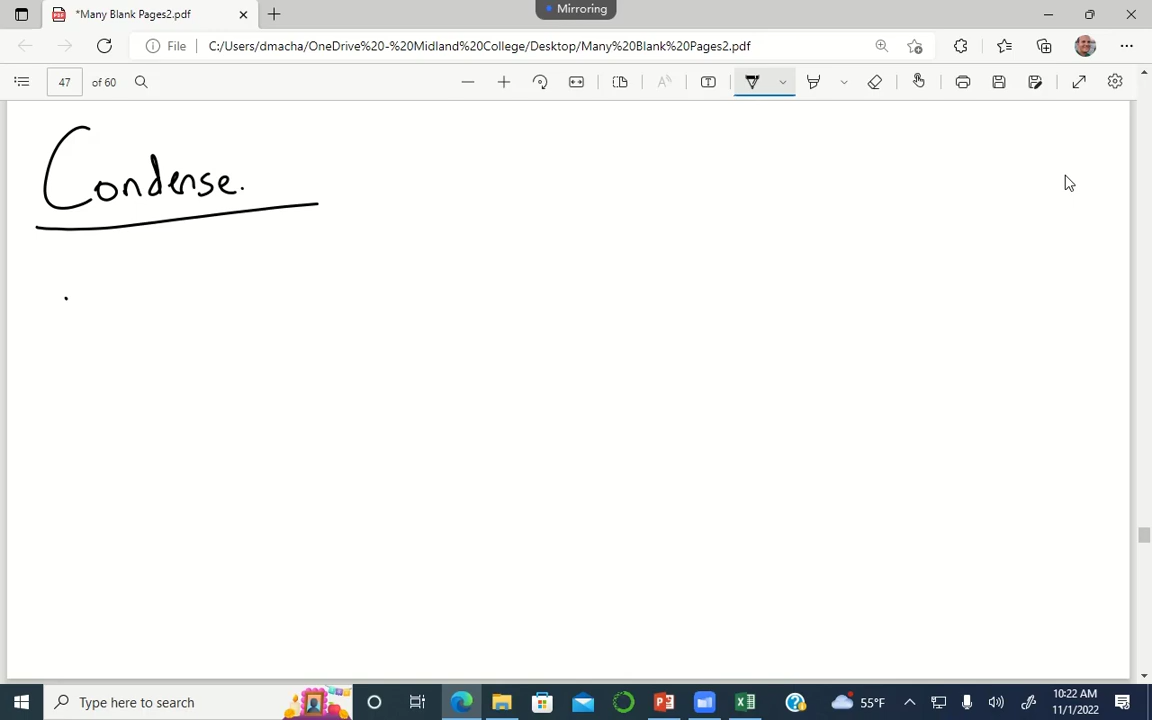 Mirroring
*Many Blank Pages2.pdf
File C:/Users/dmacha/OneDrive%20-%20Midland%20College/Desktop/Many%20Blank%20Pages2.pdf
47 of 60
Condense.
Type here to search
55°F
10:22 AM
11/1/2022